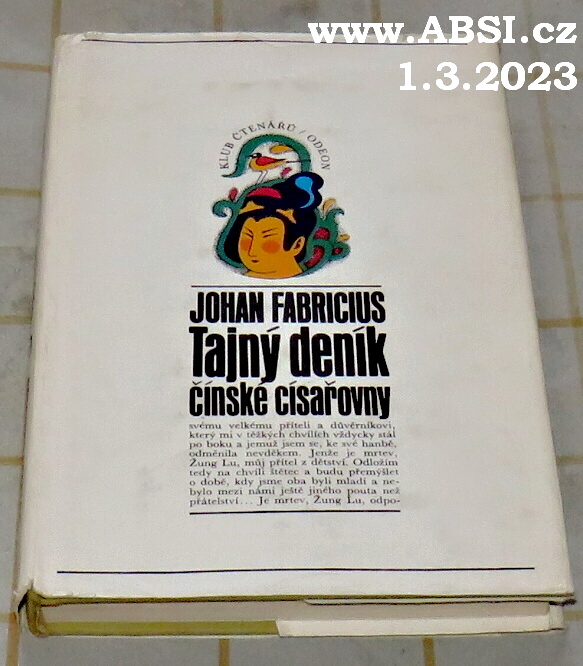 www.ABSI.cz
1.3.2023
KLUB ČTENÁŘŮ / ODEON
JOHAN FABRICIUS
Tajný deník
čínské císařovny
svému velkému příteli a důvěrníkovi,
který mi v těžkých chvílích vždycky stál
po boku a jemuž jsem se, ke své hanbě,
odměnila nevděkem. Jenže je mrtev,
Žung Lu, můj přítel z dětství. Odložím
tedy na chvíli štětec a budu přemýšlet
o době, kdy jsme oba byli mladí a ne-
bylo mezi námi ještě jiného pouta než
přátelství... Je mrtev, Žung Lu, odpo-